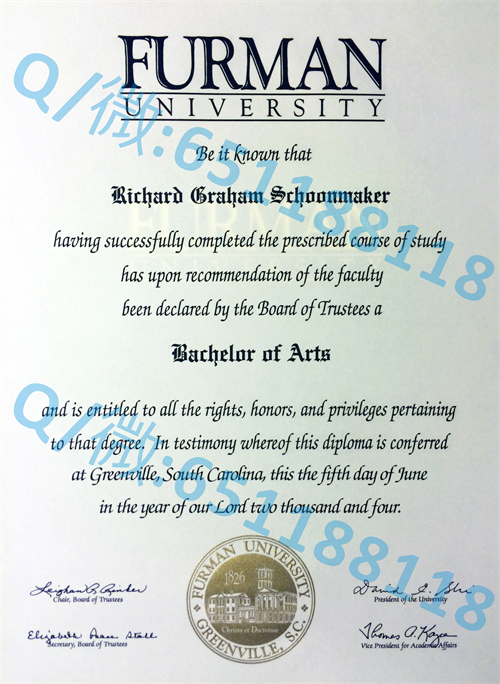 FURMAN
UNIVERSITY
Be it known that
Richard Graham Schoonmaker
having successfully completed the prescribed course of study
has upon recommendation of the faculty
been declared by the Board of Trustees a
Bachelor of Arts
and is entitled to all the rights, honors, and privileges pertaining
to that degree. In testimony whereof this diploma is conferred
at Greenville, South Carolina, this the fifth day of June
in the year of our Lord two thousand and four.
Chair, Board of Trustees
Secretary, Board of Trustees
FURMAN UNIVERSITY
1826
Christo et Doctrinae
GREENVILLE, S.C.
David E. Shi
President of the University
Thomas A. Kazee
Vice President for Academic Affairs
Q/微:651188118
Q/微:651188118